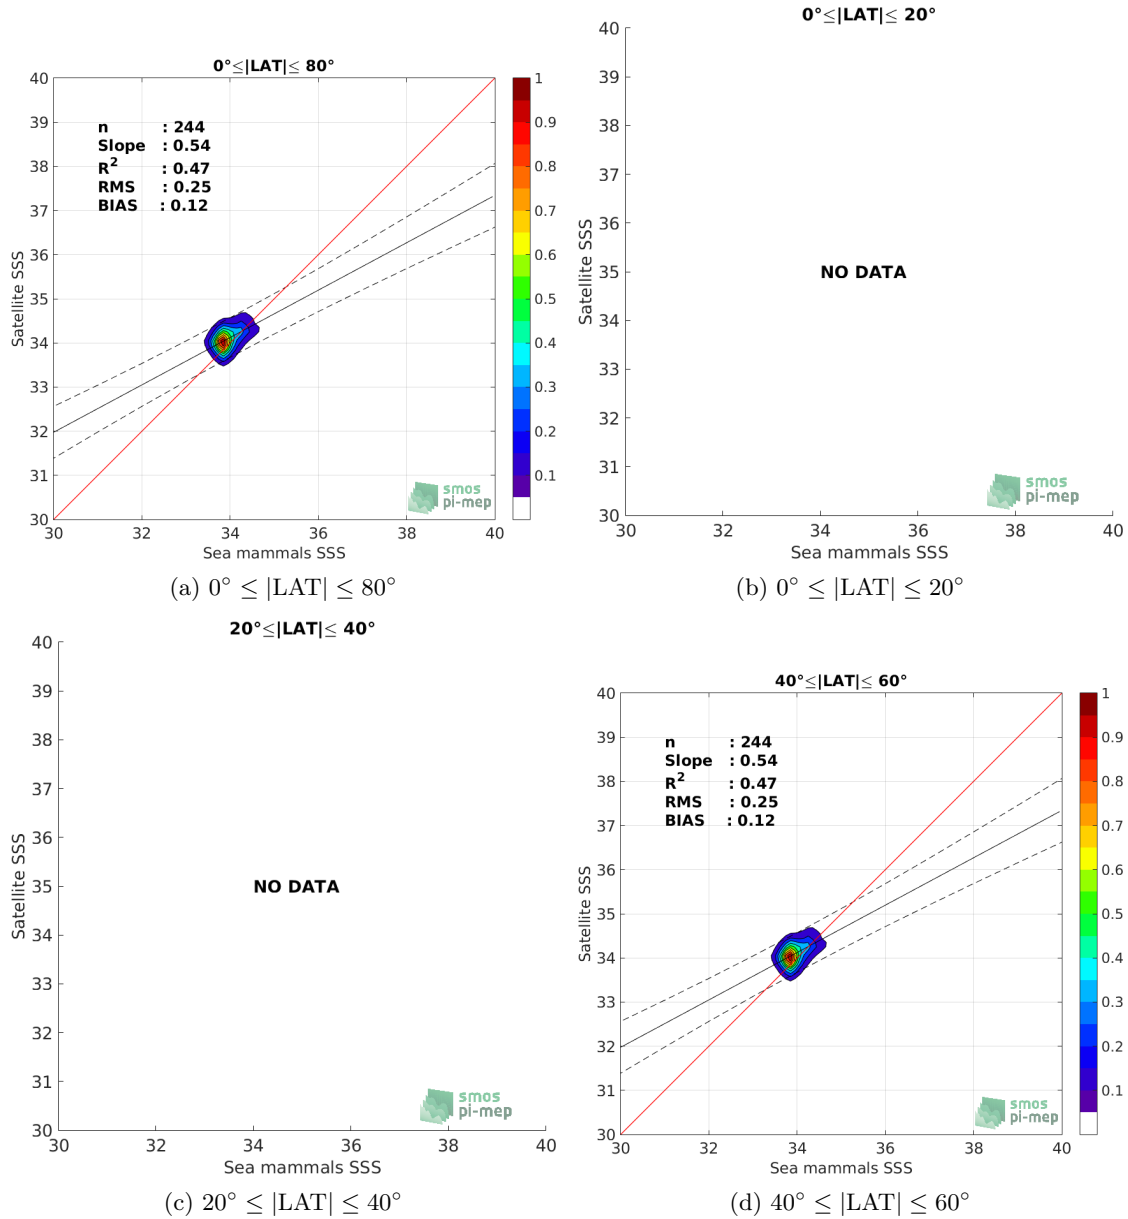 0°≤|LAT|≤ 80°
40
39
38
37
36
35
34
33
32
31
30
Satellite SSS
n : 244
Slope : 0.54
R² : 0.47
RMS : 0.25
BIAS : 0.12
smos
pi-mep
30 32 34 36 38 40
Sea mammals SSS
1
0.9
0.8
0.7
0.6
0.5
0.4
0.3
0.2
0.1
(a) 0° ≤ |LAT| ≤ 80°
0°≤|LAT|≤ 20°
40
39
38
37
36
35
34
33
32
31
30
Satellite SSS
NO DATA
smos
pi-mep
30 32 34 36 38 40
Sea mammals SSS
(b) 0° ≤ |LAT| ≤ 20°
20°≤|LAT|≤ 40°
40
39
38
37
36
35
34
33
32
31
30
Satellite SSS
NO DATA
smos
pi-mep
30 32 34 36 38 40
Sea mammals SSS
(c) 20° ≤ |LAT| ≤ 40°
40°≤|LAT|≤ 60°
40
39
38
37
36
35
34
33
32
31
30
Satellite SSS
n : 244
Slope : 0.54
R² : 0.47
RMS : 0.25
BIAS : 0.12
smos
pi-mep
30 32 34 36 38 40
Sea mammals SSS
1
0.9
0.8
0.7
0.6
0.5
0.4
0.3
0.2
0.1
(d) 40° ≤ |LAT| ≤ 60°